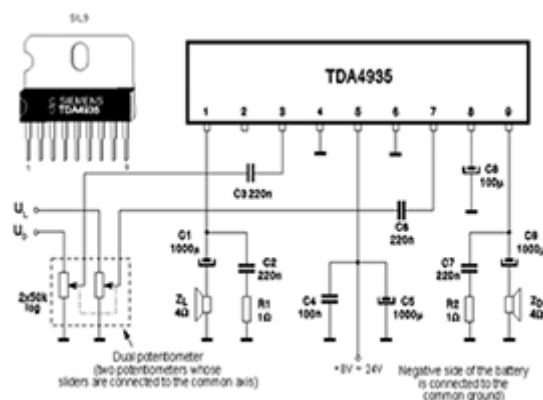 SIL9
SIEMENS
TDA4935
1 9
TDA4935
1 2 3 4 5 6 7 8 9
C3 220n
C8
100µ
C6
220n
UL
UD
C1
1000µ
C2
220n
C7
220n
1000µ
2x50k
log
ZL
4Ω
R1
1Ω
C4
100n
C5
1000µ
R2
1Ω
ZD
4Ω
Dual potentiometer
(two potentiometers whose
sliders are connected to the common axis)
+8V ÷ 24V
Negative side of the battery
is connected to the
common ground)